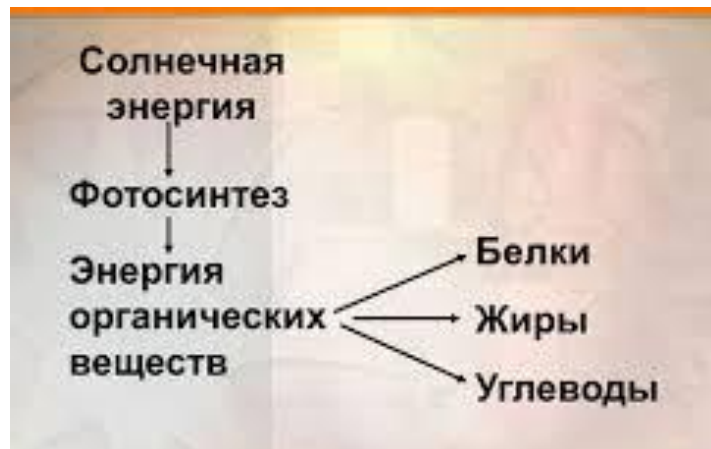 Солнечная
энергия
Фотосинтез
Энергия
органических
веществ
Белки
Жиры
Углеводы